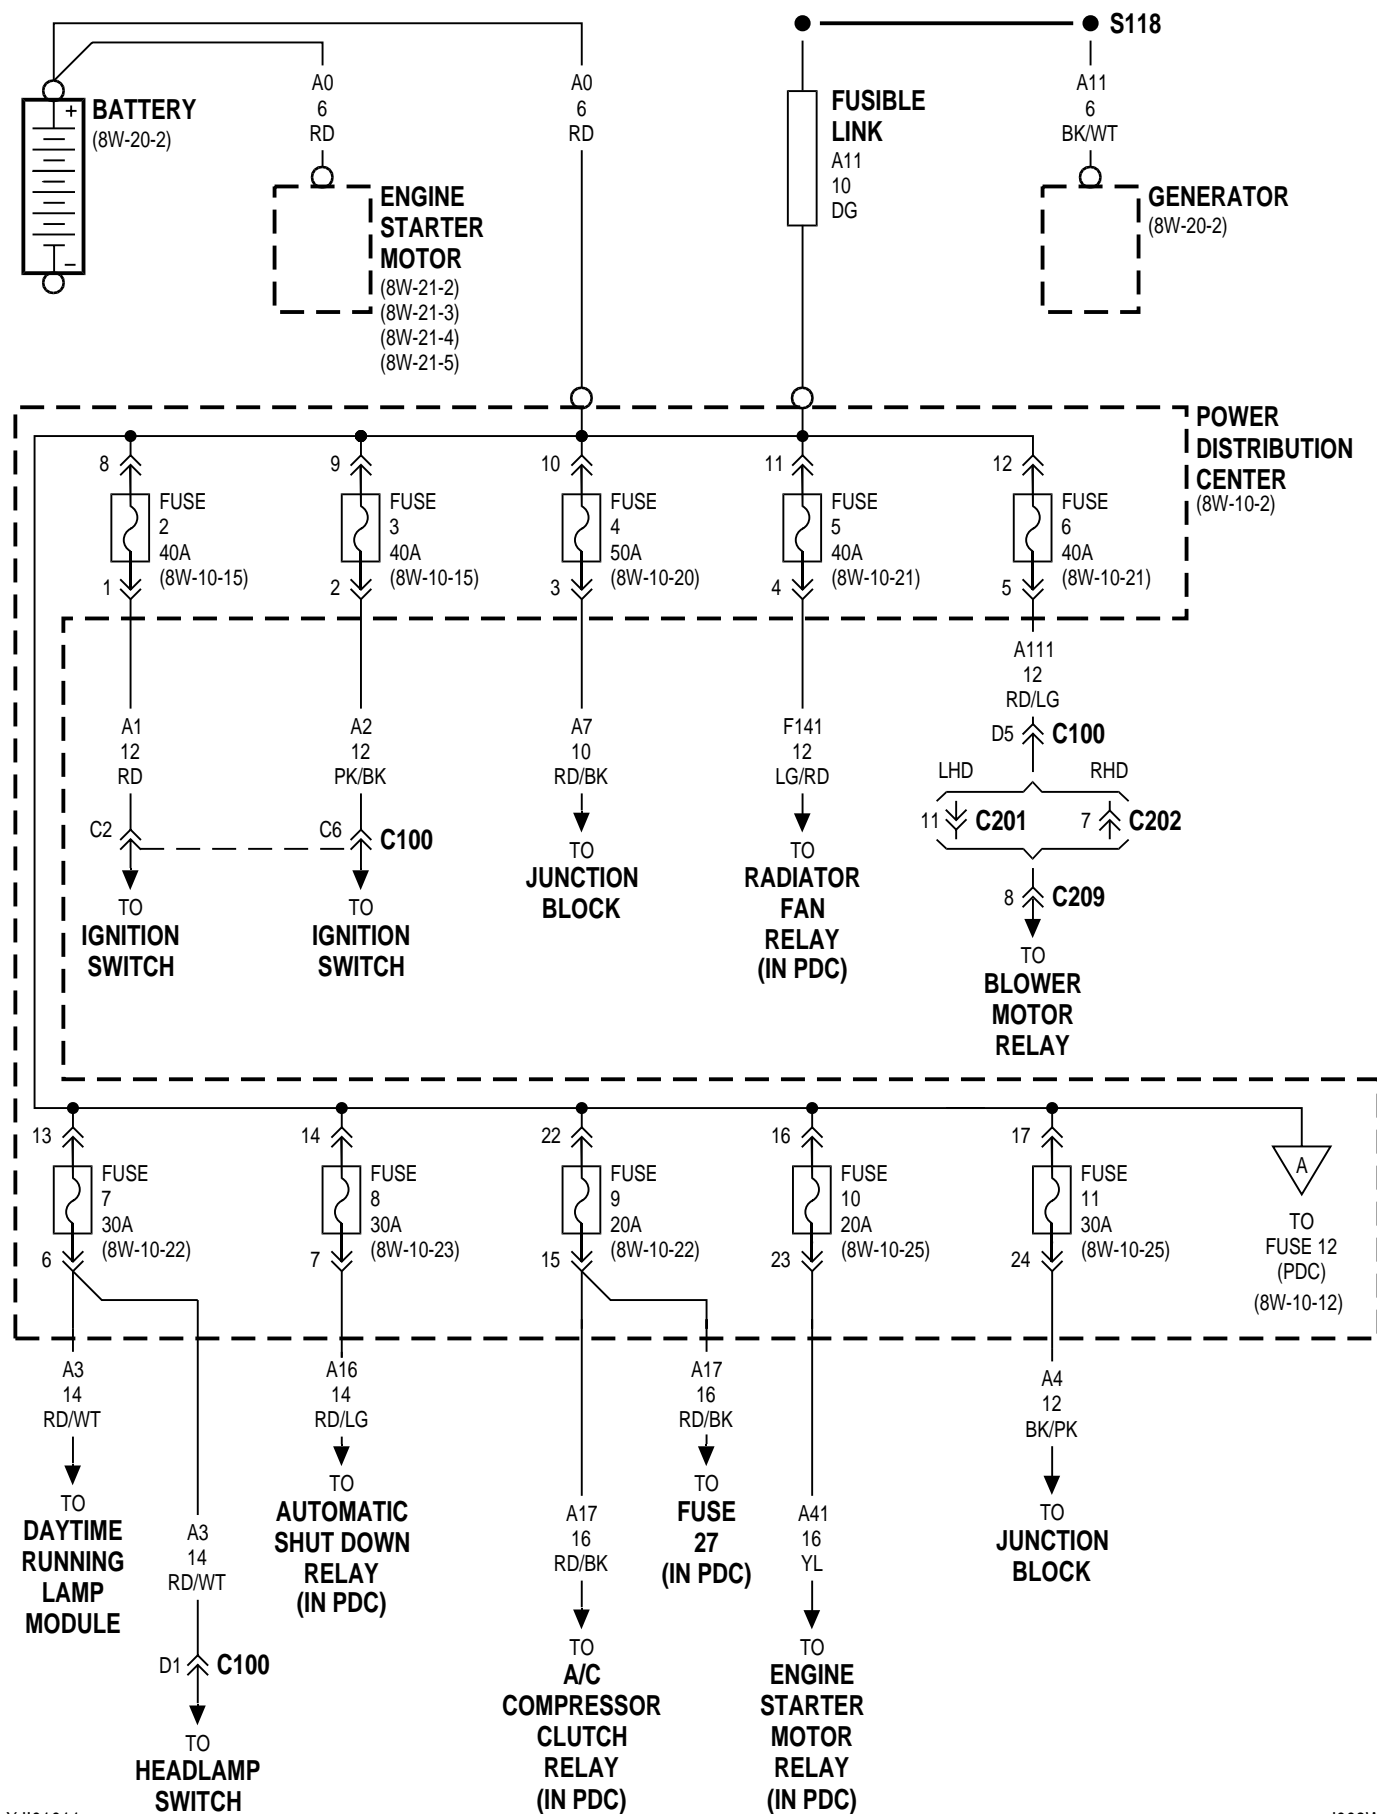 S118
A0
6
RD
A0
6
RD
A11
6
BK/WT
BATTERY
(8W-20-2)
+
−
FUSIBLE
LINK
A11
10
DG
ENGINE
STARTER
MOTOR
(8W-21-2)
(8W-21-3)
(8W-21-4)
(8W-21-5)
GENERATOR
(8W-20-2)
POWER
DISTRIBUTION
CENTER
(8W-10-2)
8
FUSE
2
40A
(8W-10-15)
1
9
FUSE
3
40A
(8W-10-15)
2
10
FUSE
4
50A
(8W-10-20)
3
11
FUSE
5
40A
(8W-10-21)
4
12
FUSE
6
40A
(8W-10-21)
5
A1
12
RD
C2
TO
IGNITION
SWITCH
A2
12
PK/BK
C6
C100
TO
IGNITION
SWITCH
A7
10
RD/BK
TO
JUNCTION
BLOCK
F141
12
LG/RD
TO
RADIATOR
FAN
RELAY
(IN PDC)
A111
12
RD/LG
D5
C100
LHD
RHD
11
C201
7
C202
8
C209
TO
BLOWER
MOTOR
RELAY
13
FUSE
7
30A
(8W-10-22)
6
14
FUSE
8
30A
(8W-10-23)
7
22
FUSE
9
20A
(8W-10-22)
15
16
FUSE
10
20A
(8W-10-25)
23
17
FUSE
11
30A
(8W-10-25)
24
A
TO
FUSE 12
(PDC)
(8W-10-12)
A3
14
RD/WT
TO
DAYTIME
RUNNING
LAMP
MODULE
A3
14
RD/WT
D1
C100
TO
HEADLAMP
SWITCH
A16
14
RD/LG
TO
AUTOMATIC
SHUT DOWN
RELAY
(IN PDC)
A17
16
RD/BK
TO
A/C
COMPRESSOR
CLUTCH
RELAY
(IN PDC)
A17
16
RD/BK
TO
FUSE
27
(IN PDC)
A41
16
YL
TO
ENGINE
STARTER
MOTOR
RELAY
(IN PDC)
A4
12
BK/PK
TO
JUNCTION
BLOCK